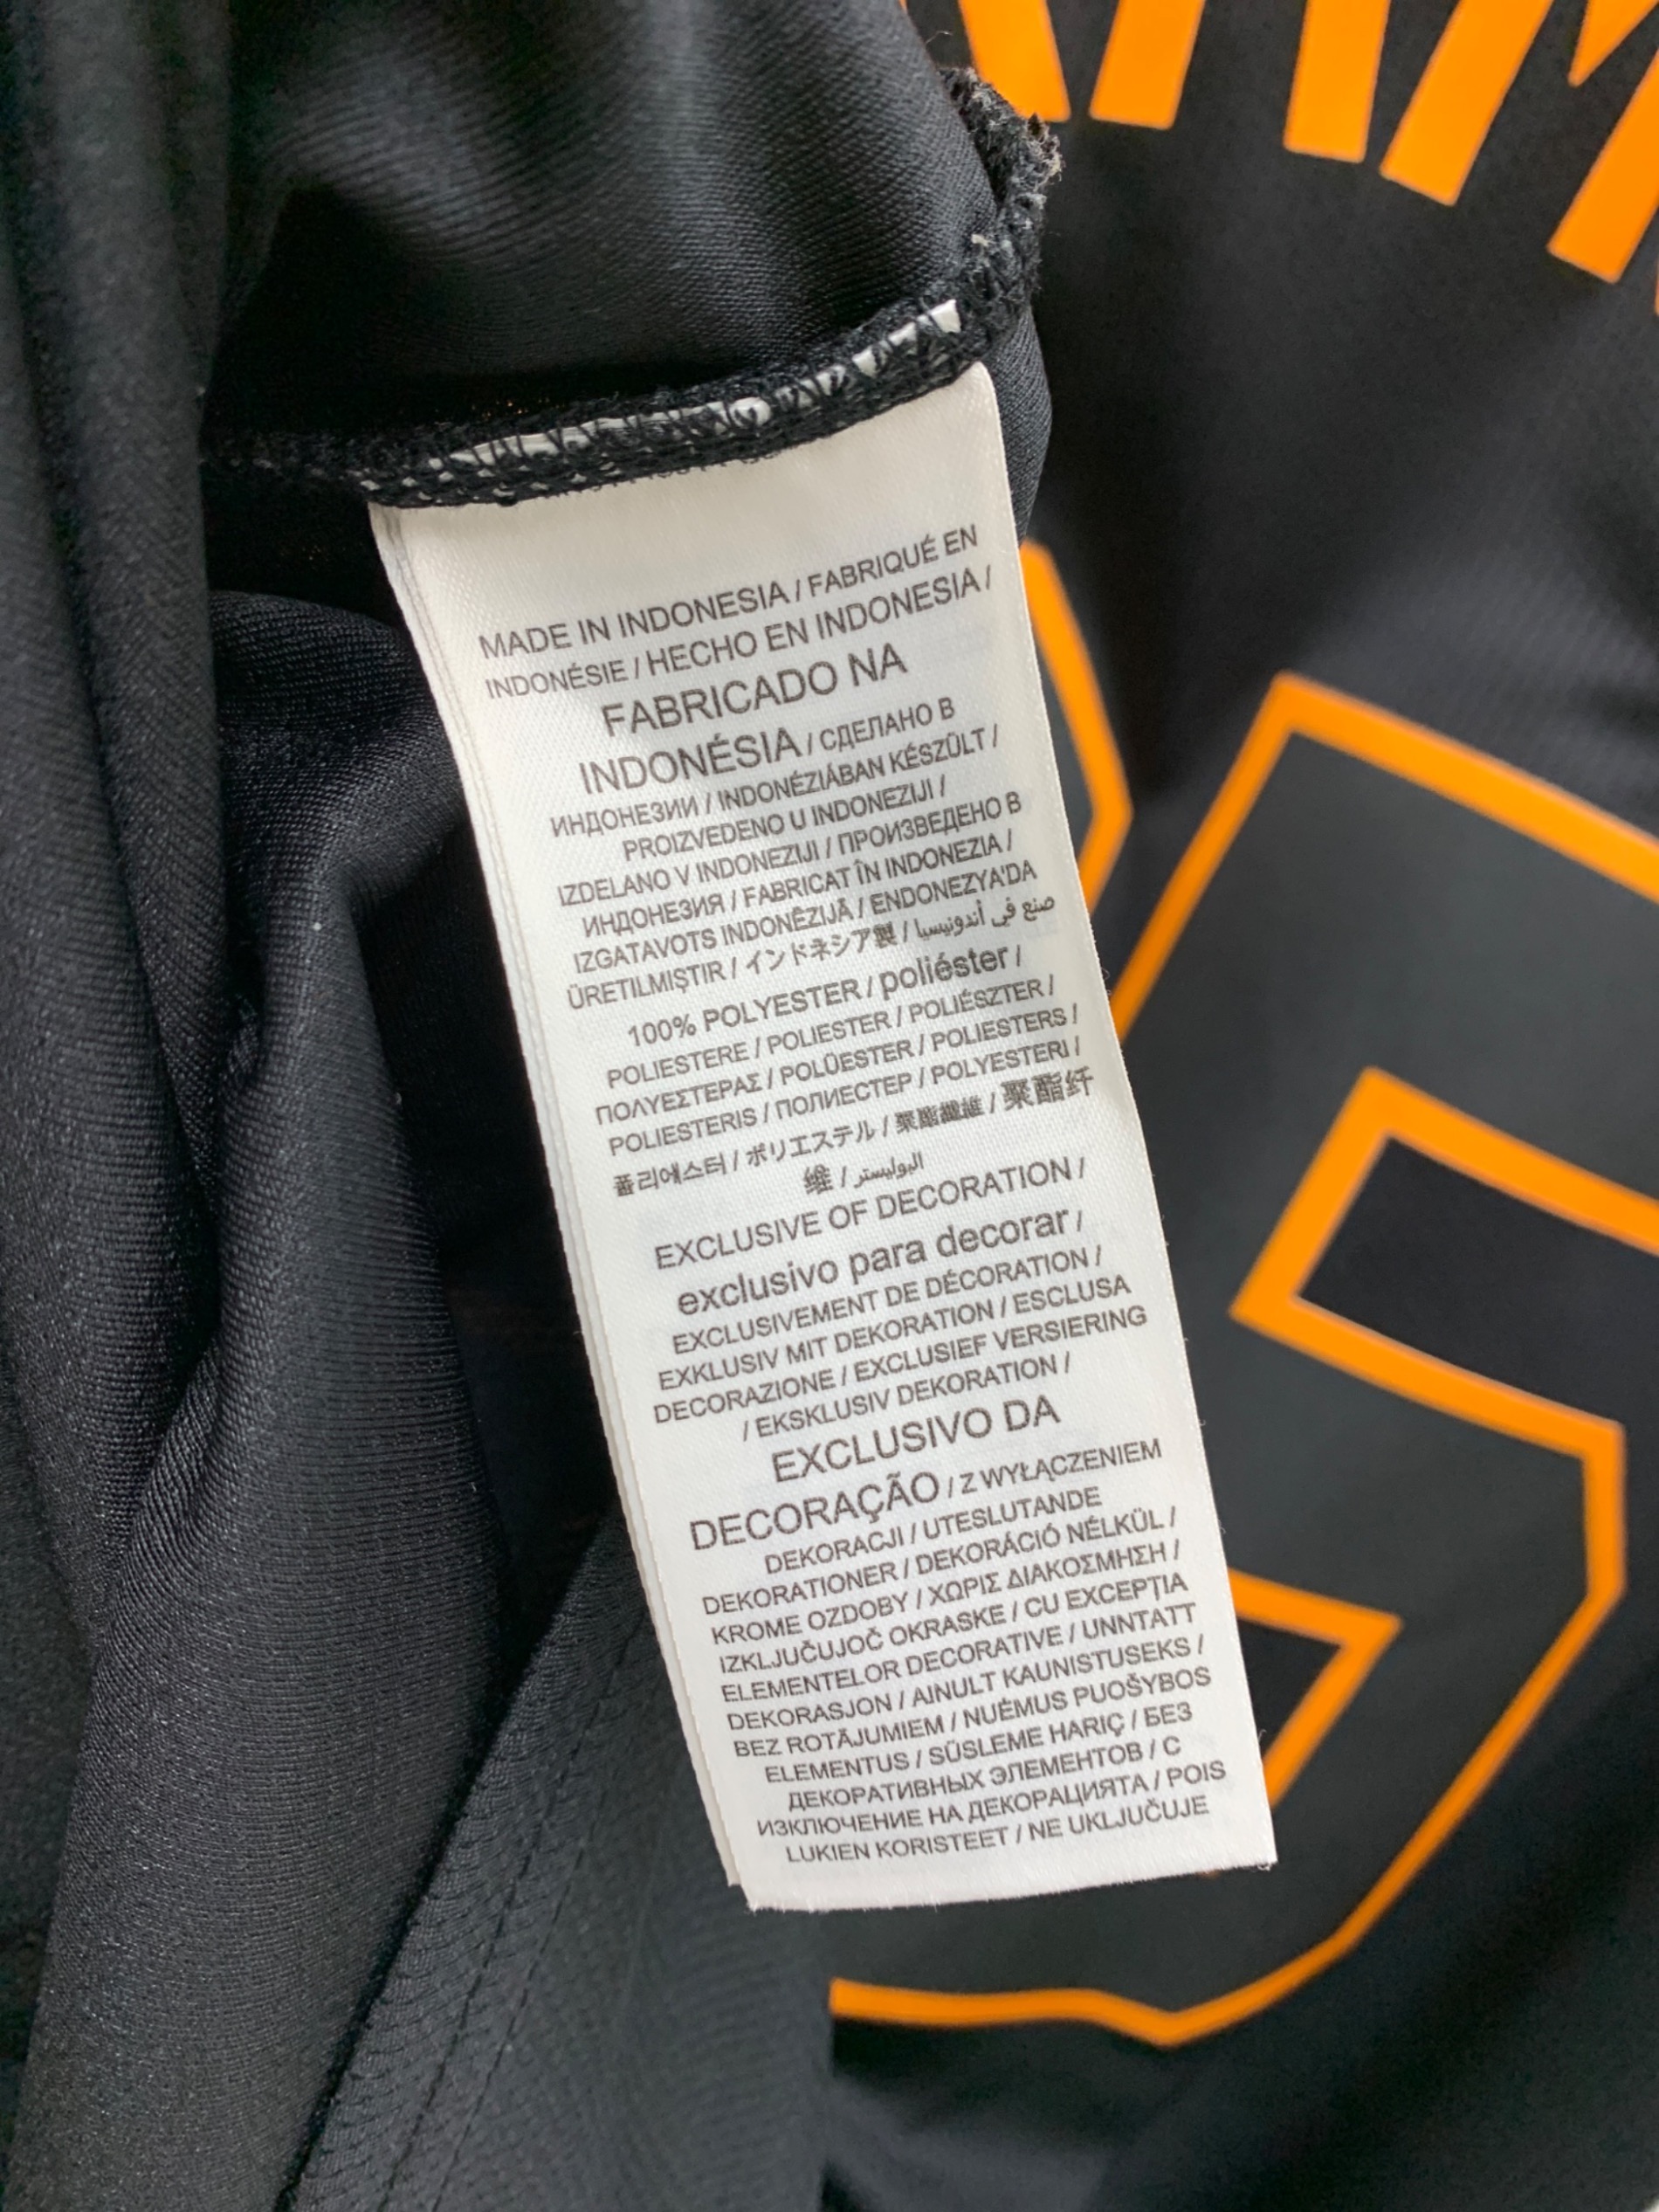 MADE IN INDONESIA / FABRIQUÉ EN
INDONÉSIE / HECHO EN INDONESIA /
FABRICADO NA
INDONÉSIA / СДЕЛАНО В
ИНДОНЕЗИИ / INDONÉZIÁBAN KÉSZÜLT /
PROIZVEDENO U INDONEZIJI /
IZDELANO V INDONEZIJI / ПРОИЗВЕДЕНО В
ИНДОНЕЗИЯ / FABRICAT ÎN INDONEZIA /
IZGATAVOTS INDONĒZIJĀ / ENDONEZYA'DA
ÜRETILMIŞTIR / インドネシア製 / صنع في أندونيسيا
100% POLYESTER / poliéster /
POLIESTERE / POLIESTER / POLIÉSZTER /
ΠΟΛΥΕΣΤΕΡΑΣ / POLÜESTER / POLIESTERS /
POLIESTERIS / ПОЛИЕСТЕР / POLYESTERI /
폴리에스터 / ポリエステル / 聚酯纖維 / 聚酯纤
维 / البوليستر
EXCLUSIVE OF DECORATION /
exclusivo para decorar /
EXCLUSIVEMENT DE DÉCORATION /
EXKLUSIV MIT DEKORATION / ESCLUSA
DECORAZIONE / EXCLUSIEF VERSIERING
/ EKSKLUSIV DEKORATION /
EXCLUSIVO DA
DECORAÇÃO / Z WYŁĄCZENIEM
DEKORACJI / UTESLUTANDE
DEKORATIONER / DEKORÁCIÓ NÉLKÜL /
KROME OZDOBY / ΧΩΡΙΣ ΔΙΑΚΟΣΜΗΣΗ /
IZKLJUČUJOČ OKRASKE / CU EXCEPȚIA
ELEMENTELOR DECORATIVE / UNNTATT
DEKORASJON / AINULT KAUNISTUSEKS /
BEZ ROTĀJUMIEM / NUĖMUS PUOŠYBOS
ELEMENTUS / SÜSLEME HARIÇ / БЕЗ
ДЕКОРАТИВНЫХ ЭЛЕМЕНТОВ / С
ИЗКЛЮЧЕНИЕ НА ДЕКОРАЦИЯТА / POIS
LUKIEN KORISTEET / NE UKLJUČUJE